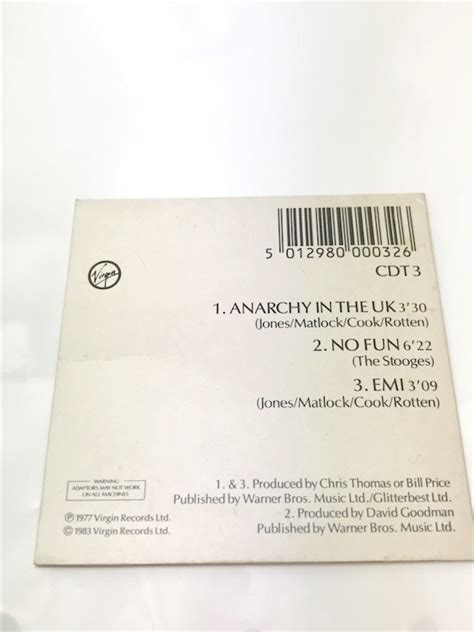 5 012980 000326
CDT 3
Virgin
1. ANARCHY IN THE UK 3'30
(Jones/Matlock/Cook/Rotten)
2. NO FUN 6'22
(The Stooges)
3. EMI 3'09
(Jones/Matlock/Cook/Rotten)
WARNING
ADAPTORS MAY NOT WORK
ON ALL MACHINES
1. & 3. Produced by Chris Thomas or Bill Price
Published by Warner Bros. Music Ltd./Glitterbest Ltd.
2. Produced by David Goodman
Published by Warner Bros. Music Ltd.
℗ 1977 Virgin Records Ltd.
© 1983 Virgin Records Ltd.